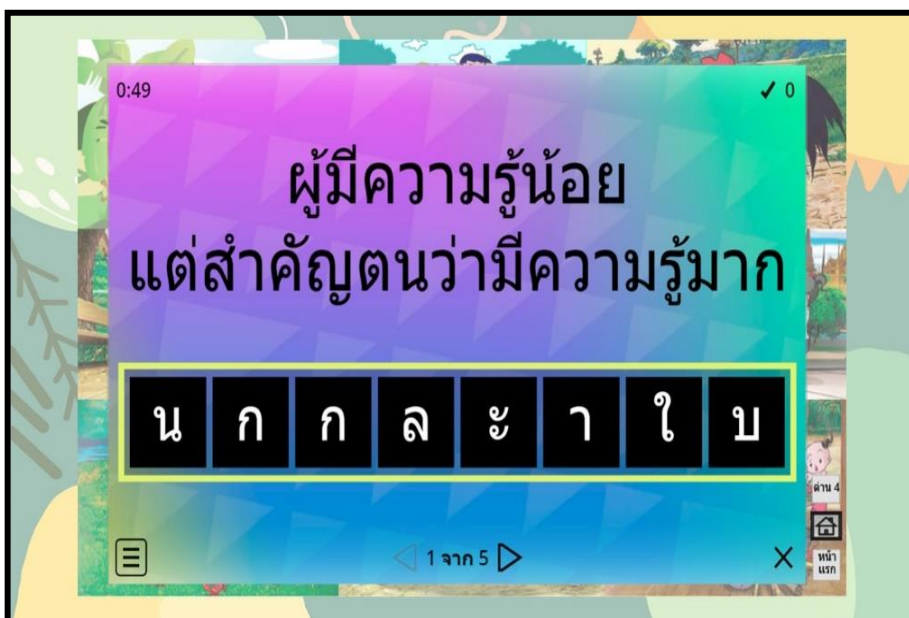 0:49
✓ 0
ผู้มีความรู้น้อย
แต่สำคัญตนว่ามีความรู้มาก
น ก ก ล ะ า ใ บ
1 จาก 5
ด่าน 4
หน้า
แรก